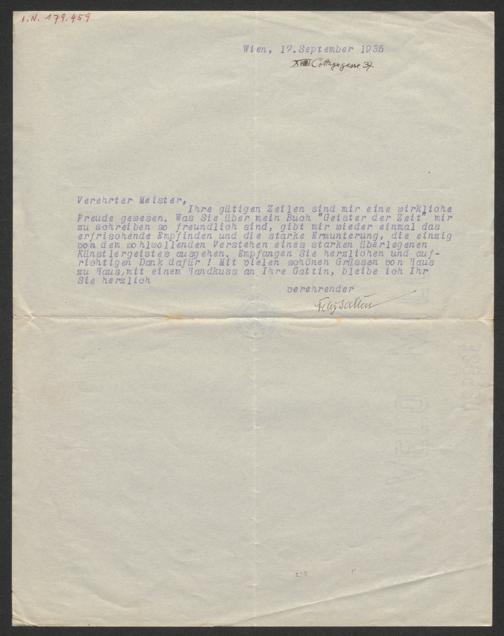 I.N. 179.459
Wien, 19.September 1935
XVIII Cottagegasse 37.
Verehrter Meister,
Ihre gütigen Zeilen sind mir eine wirkliche
Freude gewesen. Was Sie über mein Buch "Geister der Zeit" mir
zu schreiben so freundlich sind, gibt mir wieder einmal das
erfrischende Empfinden und die starke Ermunterung, die einzig
von dem wohlwollenden Verstehen eines starken überlegenen
Künstlergeistes ausgehen. Empfangen Sie herzlichen und auf-
richtigen Dank dafür ! Mit vielen schönen Grüssen von Haus
zu Haus, mit einem Handkuss an Ihre Gattin, bleibe ich Ihr
Sie herzlich
verehrender
Felix Salten